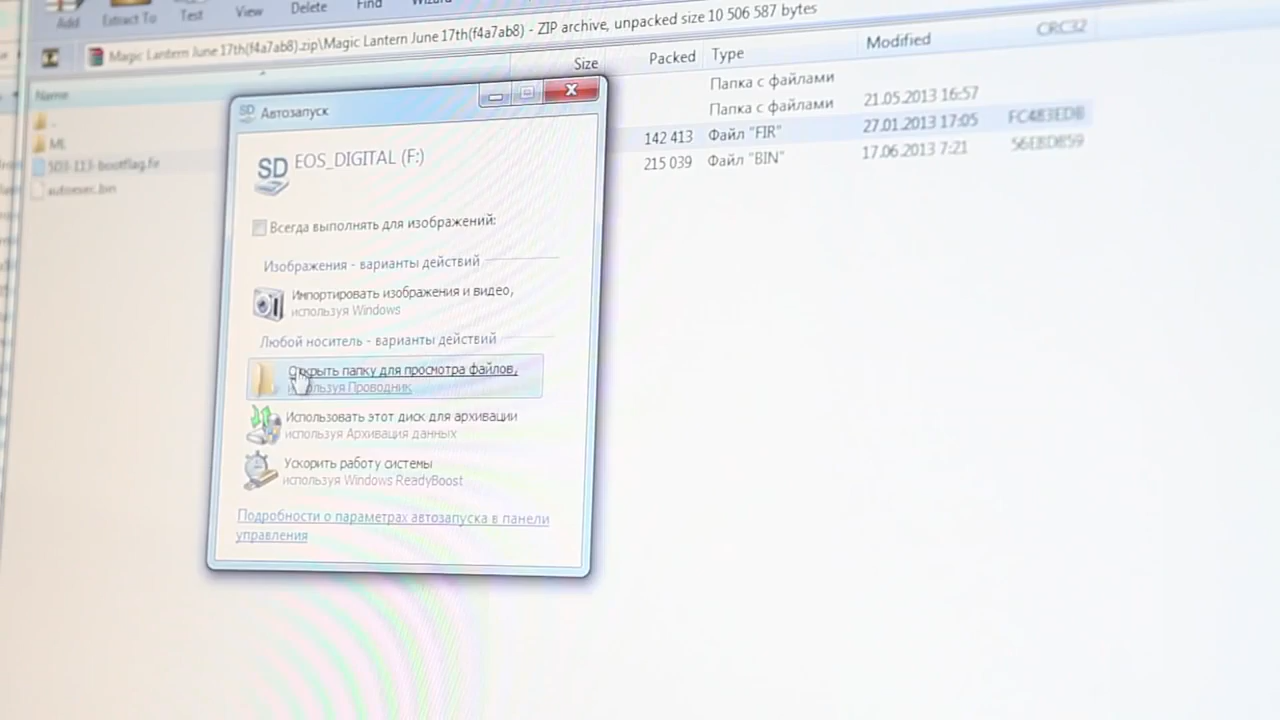 Add Extract To Test View Delete Find Wizard
Magic Lantern June 17th(f4a7ab8).zip\Magic Lantern June 17th(f4a7ab8) - ZIP archive, unpacked size 10 506 587 bytes
Name Size Packed Type Modified CRC32
Папка с файлами
ML Папка с файлами 21.05.2013 16:57
142 413 Файл "FIR" 27.01.2013 17:05
autoexec.bin 215 039 Файл "BIN" 17.06.2013 7:21
Автозапуск
SD EOS_DIGITAL (F:)
Всегда выполнять для изображений:
Изображения - варианты действий
Импортировать изображения и видео,
используя Windows
Любой носитель - варианты действий
Открыть папку для просмотра файлов,
используя Проводник
Использовать этот диск для архивации
используя Архивация данных
Ускорить работу системы
используя Windows ReadyBoost
Подробности о параметрах автозапуска в панели
управления